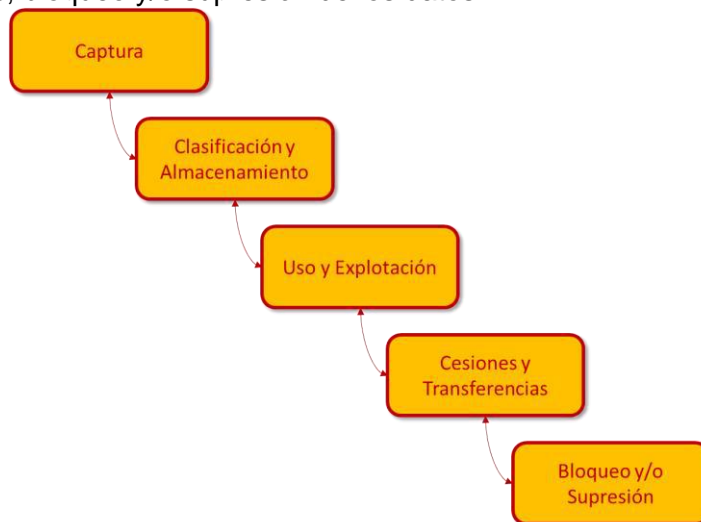 Captura
Clasificación y
Almacenamiento
Uso y Explotación
Cesiones y
Transferencias
Bloqueo y/o
Supresión